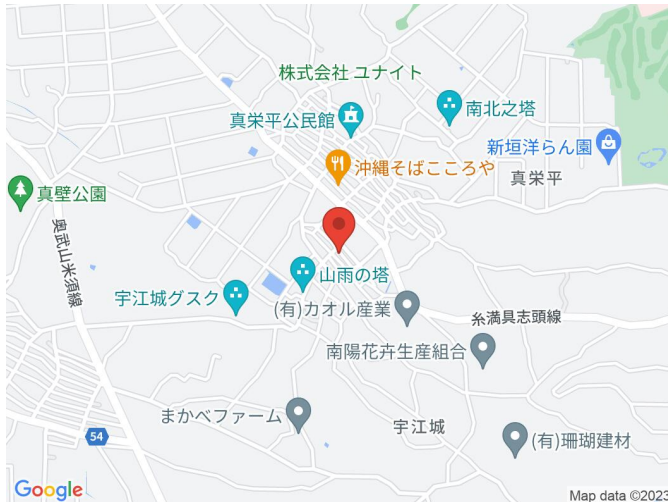 株式会社 ユナイト
南北之塔
真栄平公民館
新垣洋らん園
沖縄そばこころや
真栄平
真壁公園
奥武山米須線
山雨の塔
宇江城グスク
(有)カオル産業
糸満具志頭線
南陽花卉生産組合
まかべファーム
宇江城
54
(有)珊瑚建材
Google
Map data ©2023